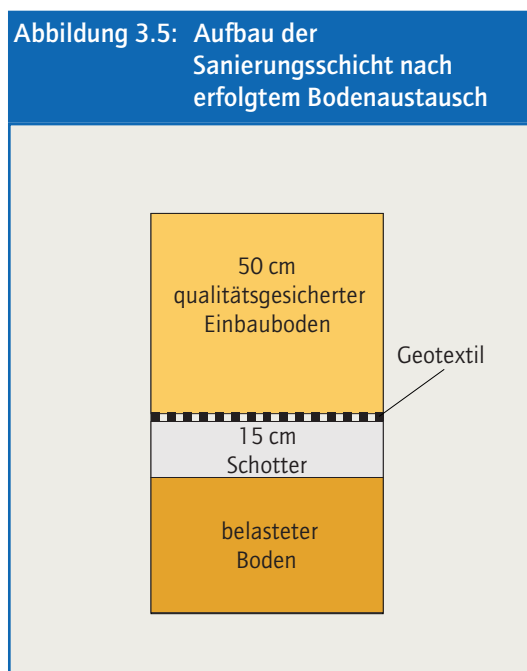 Abbildung 3.5: Aufbau der
Sanierungsschicht nach
erfolgtem Bodenaustausch
50 cm
qualitätsgesicherter
Einbauboden
Geotextil
15 cm
Schotter
belasteter
Boden